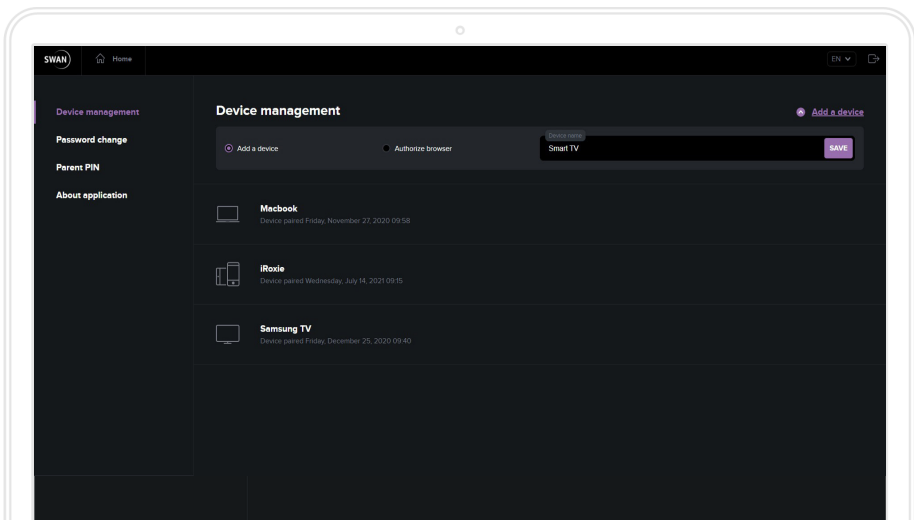 SWAN
Home
EN
Device management
Password change
Parent PIN
About application
Device management
Add a device
Add a device
Authorize browser
Device name
Smart TV
SAVE
Macbook
Device paired Friday, November 27, 2020 09:58
iRoxie
Device paired Wednesday, July 14, 2021 09:15
Samsung TV
Device paired Friday, December 25, 2020 09:40